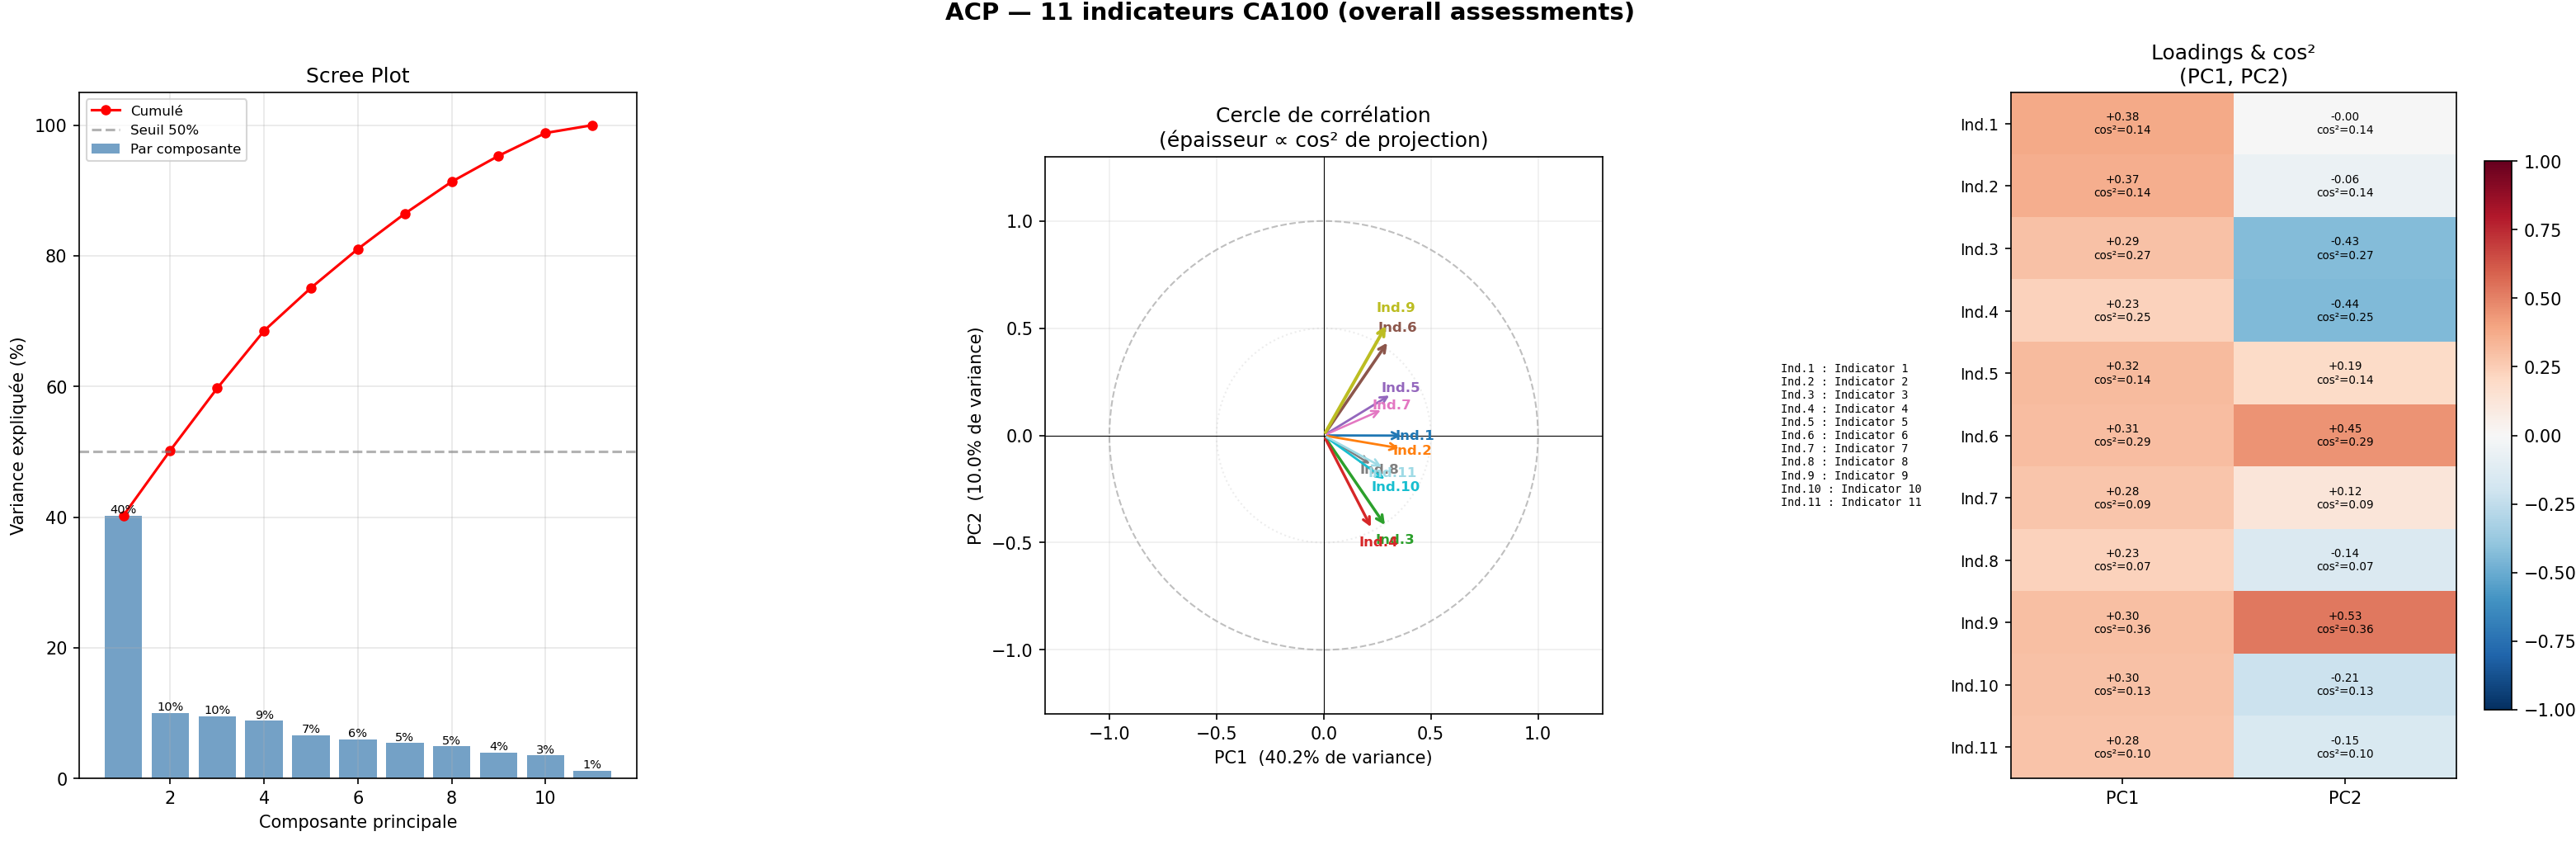 ACP — 11 indicateurs CA100 (overall assessments)
Scree Plot
Cumulé
Seuil 50%
Par composante
Variance expliquée (%)
100
80
60
40
20
0
40%
10%
10%
9%
7%
6%
5%
5%
4%
3%
1%
2
4
6
8
10
Composante principale
Cercle de corrélation
(épaisseur ∝ cos² de projection)
PC2 (10.0% de variance)
1.0
0.5
0.0
−0.5
−1.0
Ind.9
Ind.6
Ind.5
Ind.7
Ind.1
Ind.2
Ind.8
Ind.11
Ind.10
Ind.4
Ind.3
−1.0
−0.5
0.0
0.5
1.0
PC1 (40.2% de variance)
Ind.1 : Indicator 1
Ind.2 : Indicator 2
Ind.3 : Indicator 3
Ind.4 : Indicator 4
Ind.5 : Indicator 5
Ind.6 : Indicator 6
Ind.7 : Indicator 7
Ind.8 : Indicator 8
Ind.9 : Indicator 9
Ind.10 : Indicator 10
Ind.11 : Indicator 11
Loadings & cos²
(PC1, PC2)
Ind.1
+0.38
cos²=0.14
-0.00
cos²=0.14
Ind.2
+0.37
cos²=0.14
-0.06
cos²=0.14
Ind.3
+0.29
cos²=0.27
-0.43
cos²=0.27
Ind.4
+0.23
cos²=0.25
-0.44
cos²=0.25
Ind.5
+0.32
cos²=0.14
+0.19
cos²=0.14
Ind.6
+0.31
cos²=0.29
+0.45
cos²=0.29
Ind.7
+0.28
cos²=0.09
+0.12
cos²=0.09
Ind.8
+0.23
cos²=0.07
-0.14
cos²=0.07
Ind.9
+0.30
cos²=0.36
+0.53
cos²=0.36
Ind.10
+0.30
cos²=0.13
-0.21
cos²=0.13
Ind.11
+0.28
cos²=0.10
-0.15
cos²=0.10
PC1
PC2
1.00
0.75
0.50
0.25
0.00
−0.25
−0.50
−0.75
−1.00